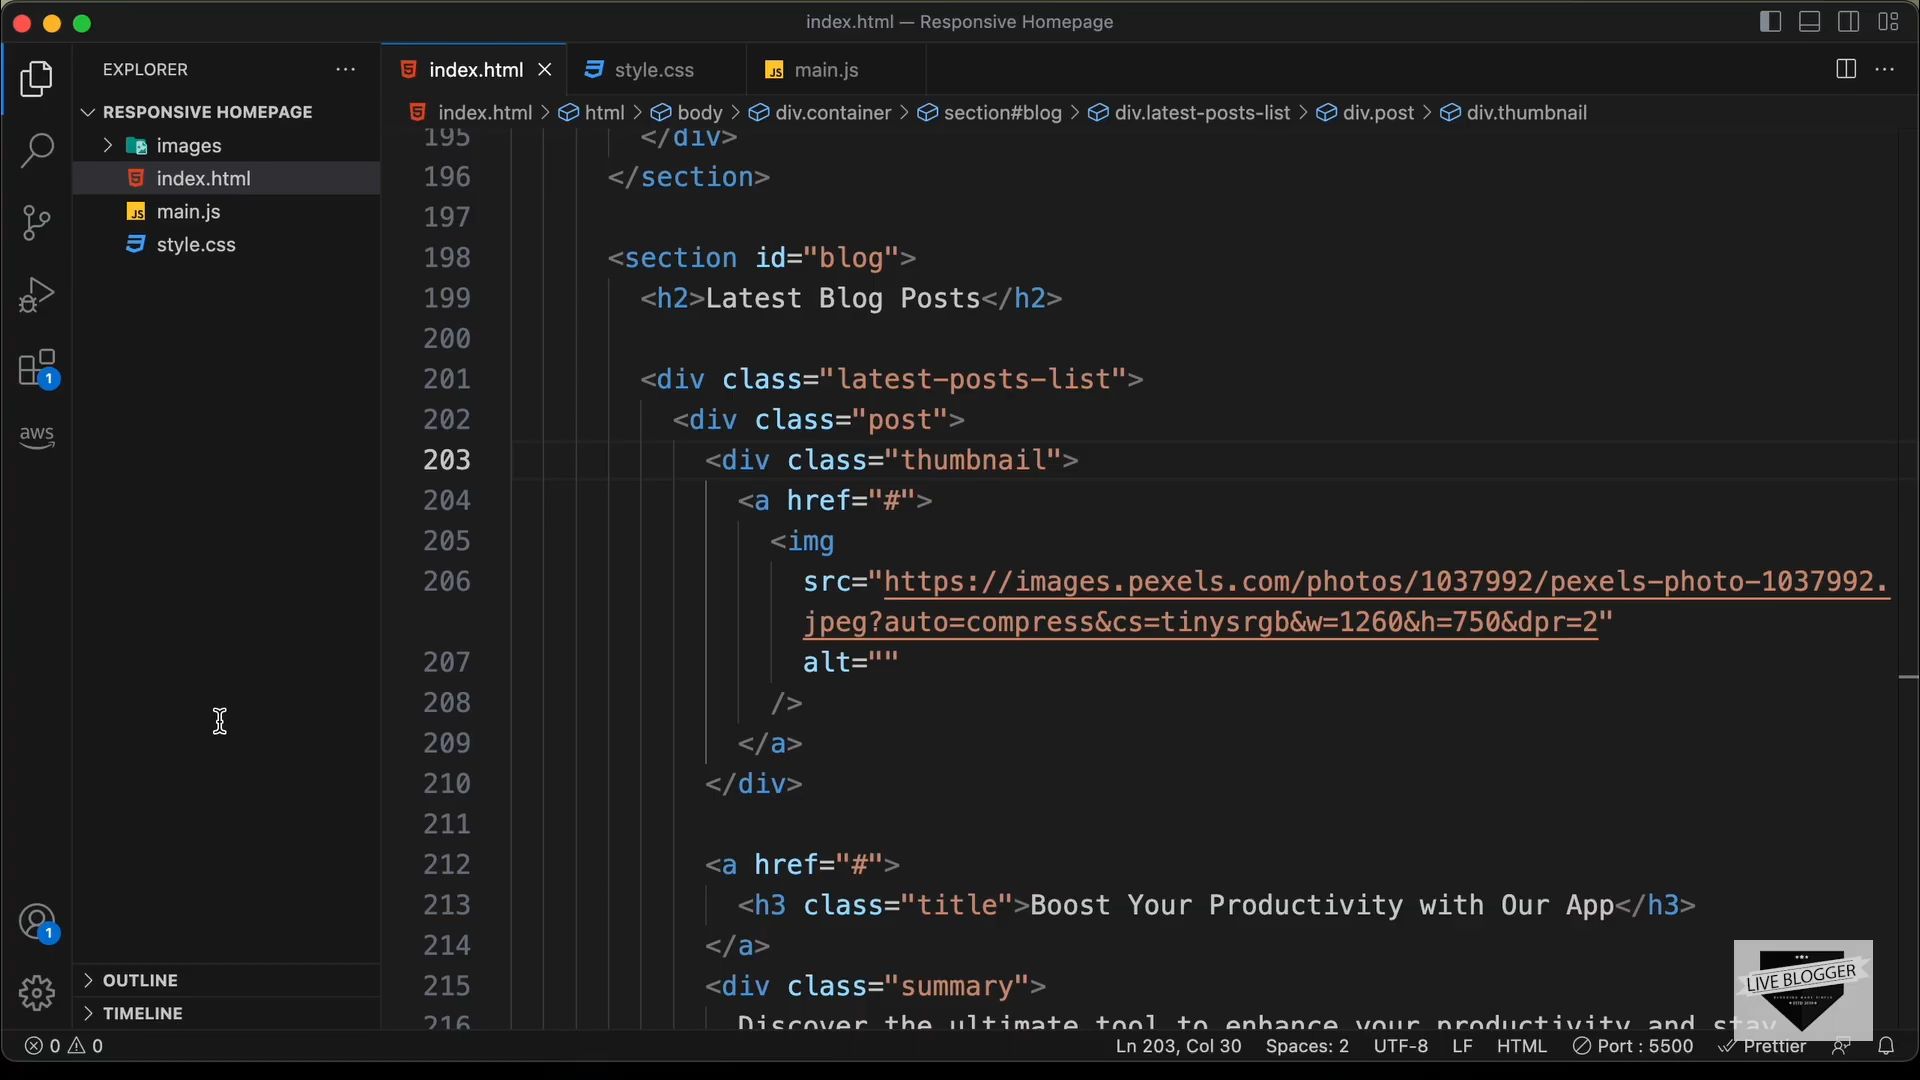 index.html — Responsive Homepage
EXPLORER
RESPONSIVE HOMEPAGE
images
index.html
main.js
style.css
OUTLINE
TIMELINE
1
aws
1
index.html
style.css
JS main.js
index.html > html > body > div.container > section#blog > div.latest-posts-list > div.post > div.thumbnail
195 </div>
196 </section>
197
198 <section id="blog">
199 <h2>Latest Blog Posts</h2>
200
201 <div class="latest-posts-list">
202 <div class="post">
203 <div class="thumbnail">
204 <a href="#">
205 <img
206 src="https://images.pexels.com/photos/1037992/pexels-photo-1037992.
jpeg?auto=compress&cs=tinysrgb&w=1260&h=750&dpr=2"
207 alt=""
208 />
209 </a>
210 </div>
211
212 <a href="#">
213 <h3 class="title">Boost Your Productivity with Our App</h3>
214 </a>
215 <div class="summary">
216 Discover the ultimate tool to enhance your productivity and stay
LIVE BLOGGER
0 0
Ln 203, Col 30 Spaces: 2 UTF-8 LF HTML Port : 5500 Prettier